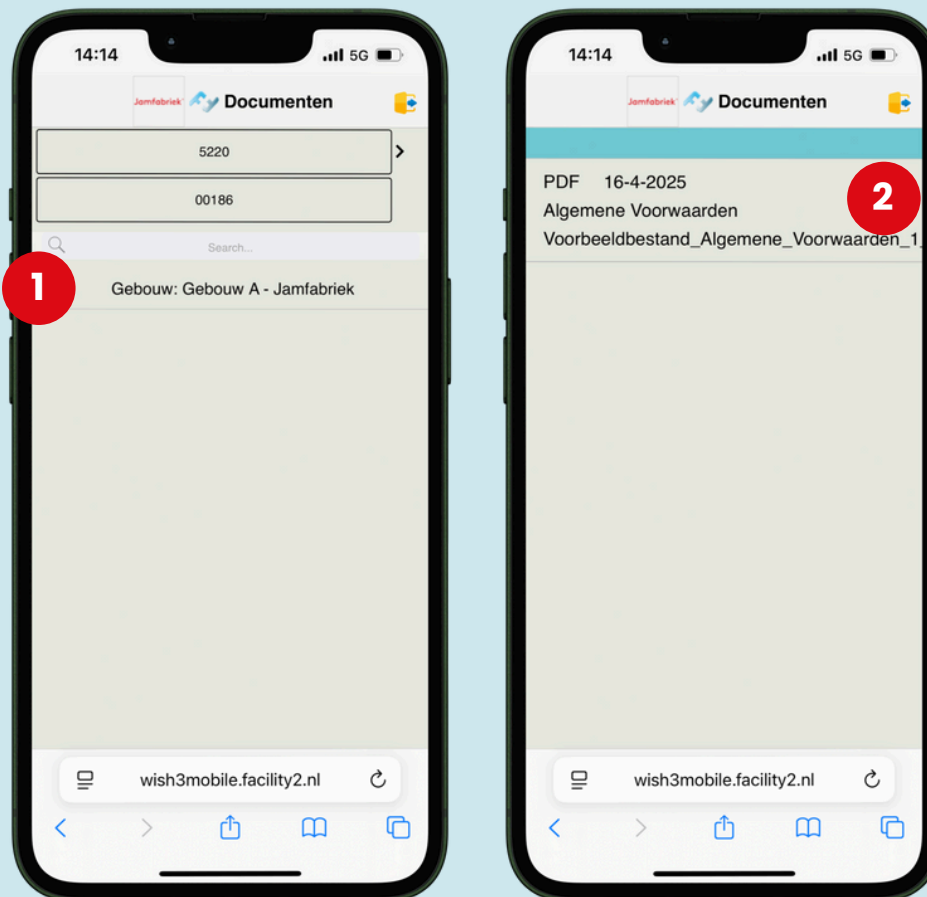 14:14
5G
Jamfabriek
Documenten
5220
00186
Search...
1
Gebouw: Gebouw A - Jamfabriek
wish3mobile.facility2.nl
14:14
5G
Jamfabriek
Documenten
PDF 16-4-2025
2
Algemene Voorwaarden
Voorbeeldbestand_Algemene_Voorwaarden_1_
wish3mobile.facility2.nl